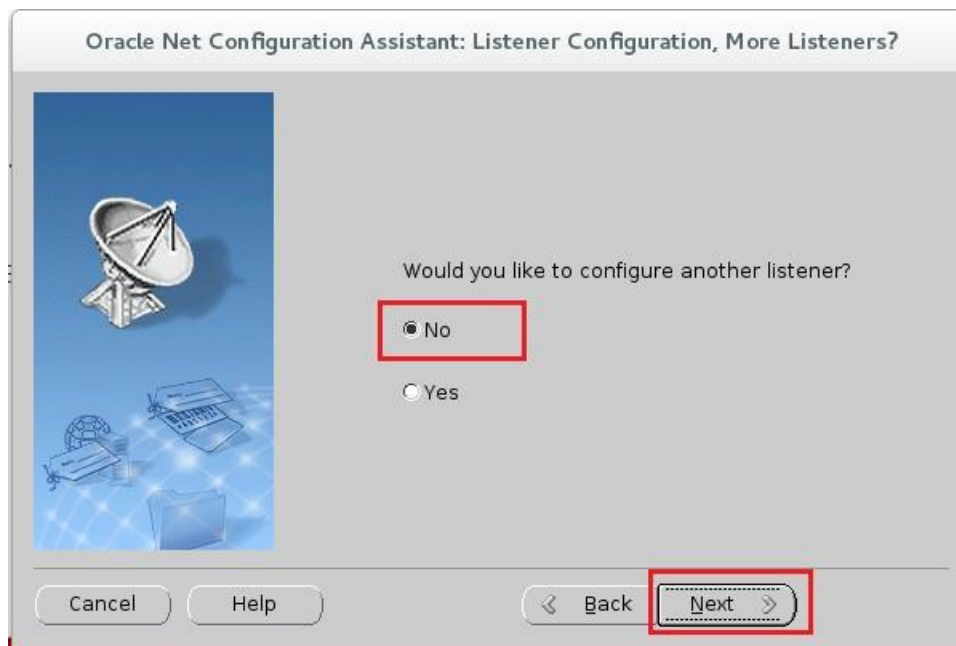 Oracle Net Configuration Assistant: Listener Configuration, More Listeners?
Would you like to configure another listener?
No
Yes
Cancel Help Back Next